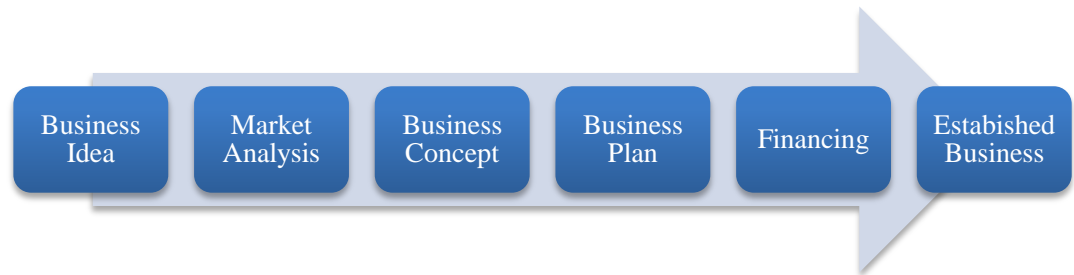 Business
Idea
Market
Analysis
Business
Concept
Business
Plan
Financing
Estabished
Business